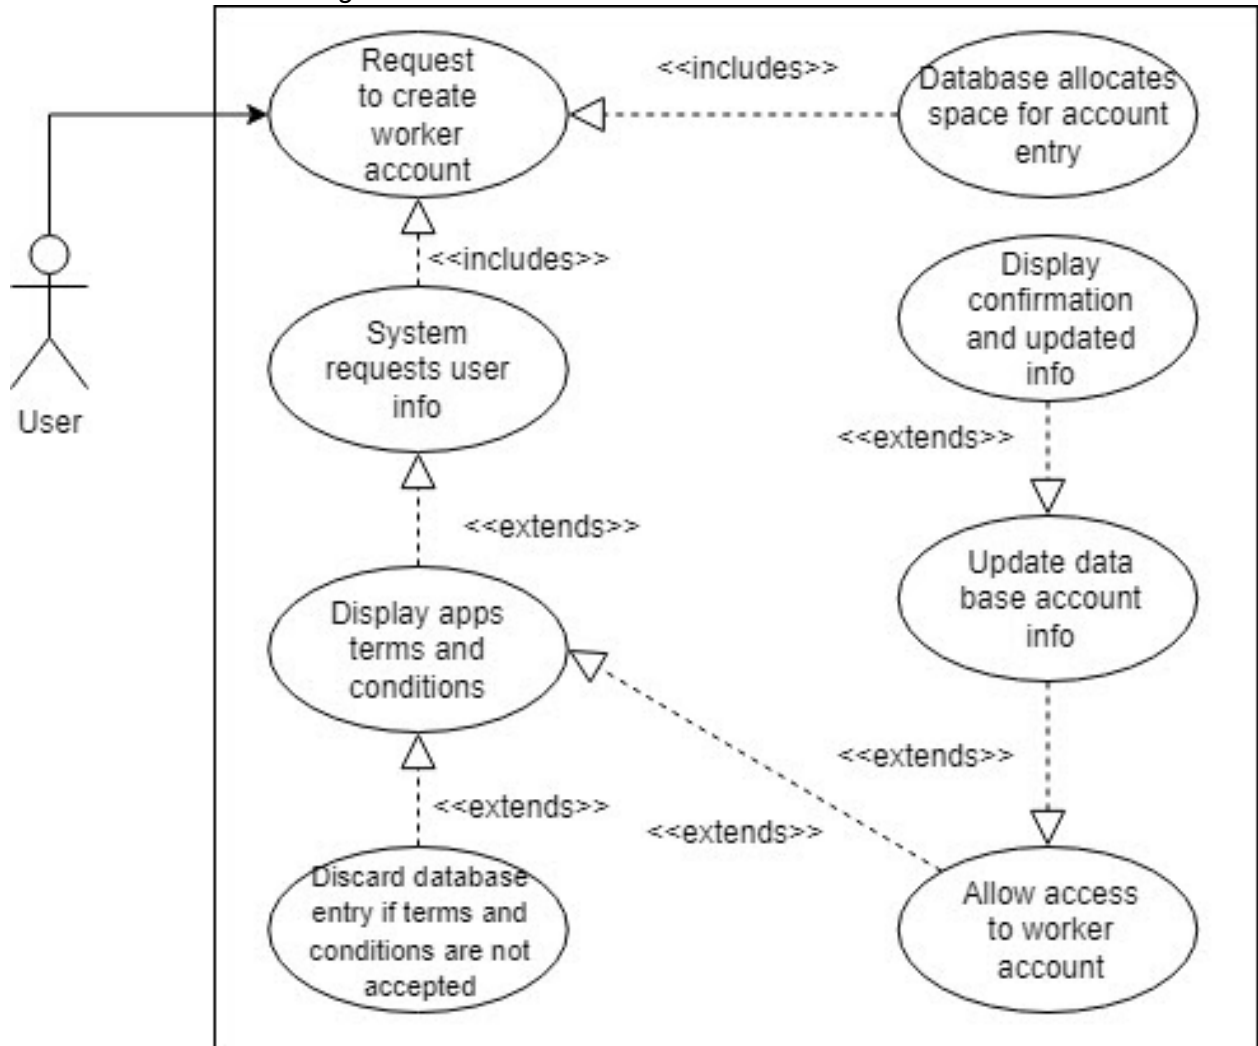 Request
to create
worker
account
<<includes>>
Database allocates
space for account
entry
<<includes>>
System
requests user
info
User
Display
confirmation
and updated
info
<<extends>>
<<extends>>
Display apps
terms and
conditions
Update data
base account
info
<<extends>>
<<extends>>
<<extends>>
Discard database
entry if terms and
conditions are not
accepted
Allow access
to worker
account